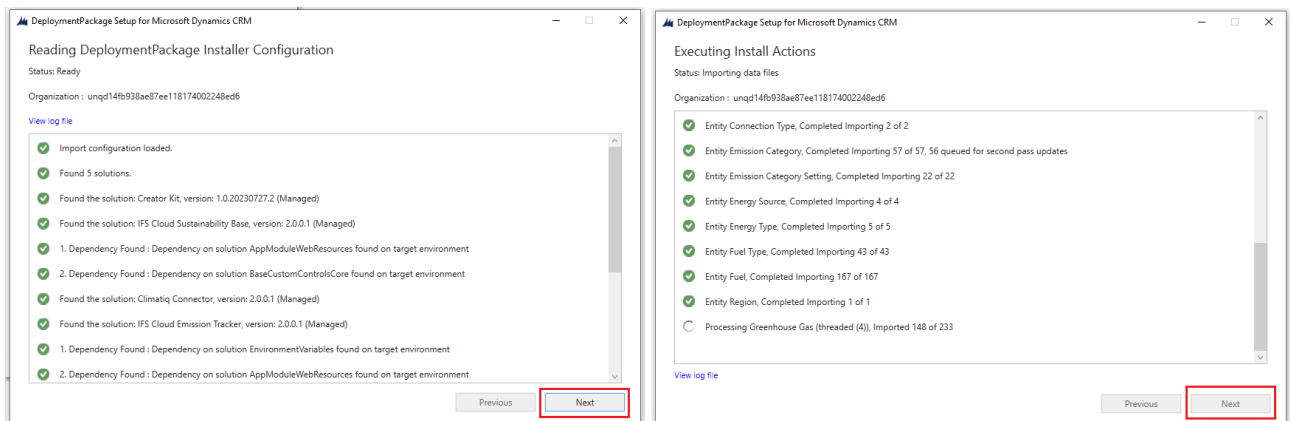 DeploymentPackage Setup for Microsoft Dynamics CRM
Reading DeploymentPackage Installer Configuration
Status: Ready
Organization : unqd14fb938ae87ee118174002248ed6
View log file
Import configuration loaded.
Found 5 solutions.
Found the solution: Creator Kit, version: 1.0.20230727.2 (Managed)
Found the solution: IFS Cloud Sustainability Base, version: 2.0.0.1 (Managed)
1. Dependency Found : Dependency on solution AppModuleWebResources found on target environment
2. Dependency Found : Dependency on solution BaseCustomControlsCore found on target environment
Found the solution: Climatiq Connector, version: 2.0.0.1 (Managed)
Found the solution: IFS Cloud Emission Tracker, version: 2.0.0.1 (Managed)
1. Dependency Found : Dependency on solution EnvironmentVariables found on target environment
2. Dependency Found : Dependency on solution AppModuleWebResources found on target environment
Previous
Next
DeploymentPackage Setup for Microsoft Dynamics CRM
Executing Install Actions
Status: Importing data files
Organization : unqd14fb938ae87ee118174002248ed6
Entity Connection Type, Completed Importing 2 of 2
Entity Emission Category, Completed Importing 57 of 57, 56 queued for second pass updates
Entity Emission Category Setting, Completed Importing 22 of 22
Entity Energy Source, Completed Importing 4 of 4
Entity Energy Type, Completed Importing 5 of 5
Entity Fuel Type, Completed Importing 43 of 43
Entity Fuel, Completed Importing 167 of 167
Entity Region, Completed Importing 1 of 1
Processing Greenhouse Gas (threaded (4)), Imported 148 of 233
View log file
Previous
Next